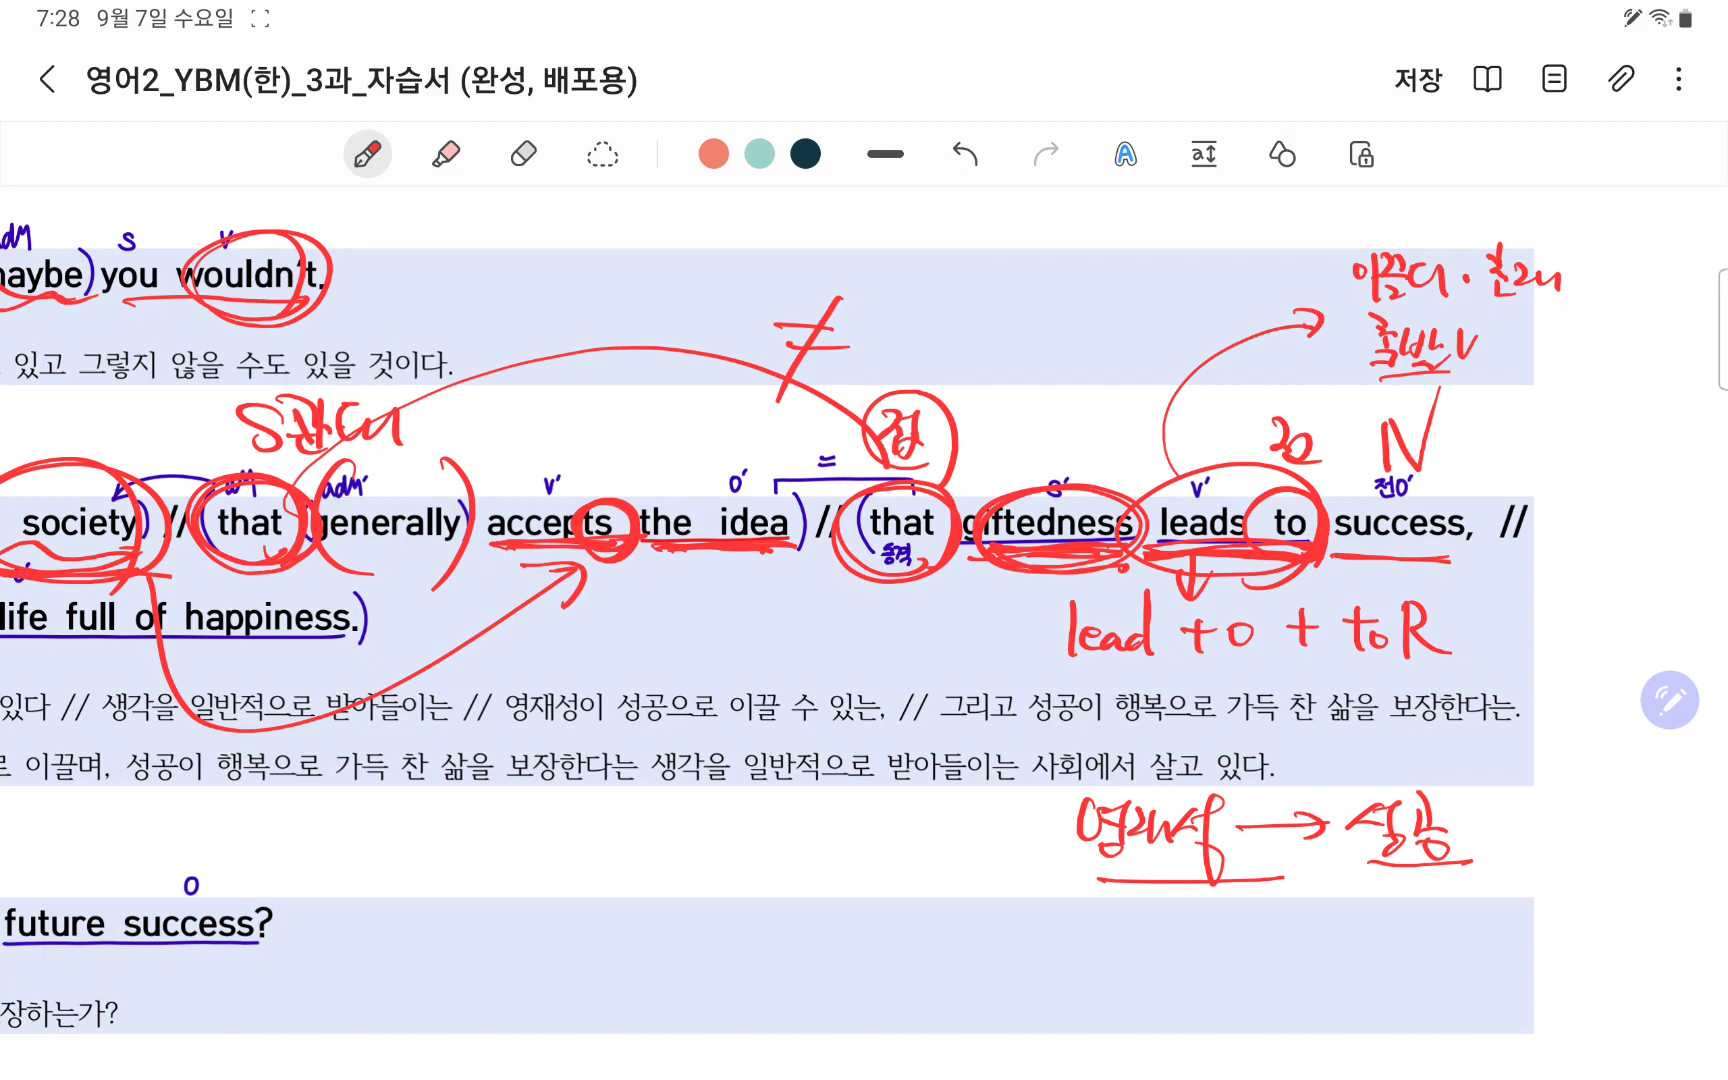 7:28 9월 7일 수요일
영어2_YBM(한)_3과_자습서 (완성, 배포용)
저장
s v
maybe) you wouldn't.
이끌다 · 초래
촉발 V
있고 그렇지 않을 수도 있을 것이다.
≠
S관대 접 전 N
adv' v' o' = s' v' 전o'
society) // (that (generally) accepts the idea) // (that giftedness leads to success, //
동격
life full of happiness.)
lead + o + to R
있다 // 생각을 일반적으로 받아들이는 // 영재성이 성공으로 이끌 수 있는, // 그리고 성공이 행복으로 가득 찬 삶을 보장한다는.
로 이끌며, 성공이 행복으로 가득 찬 삶을 보장한다는 생각을 일반적으로 받아들이는 사회에서 살고 있다.
영재성 → 성공
o
future success?
장하는가?